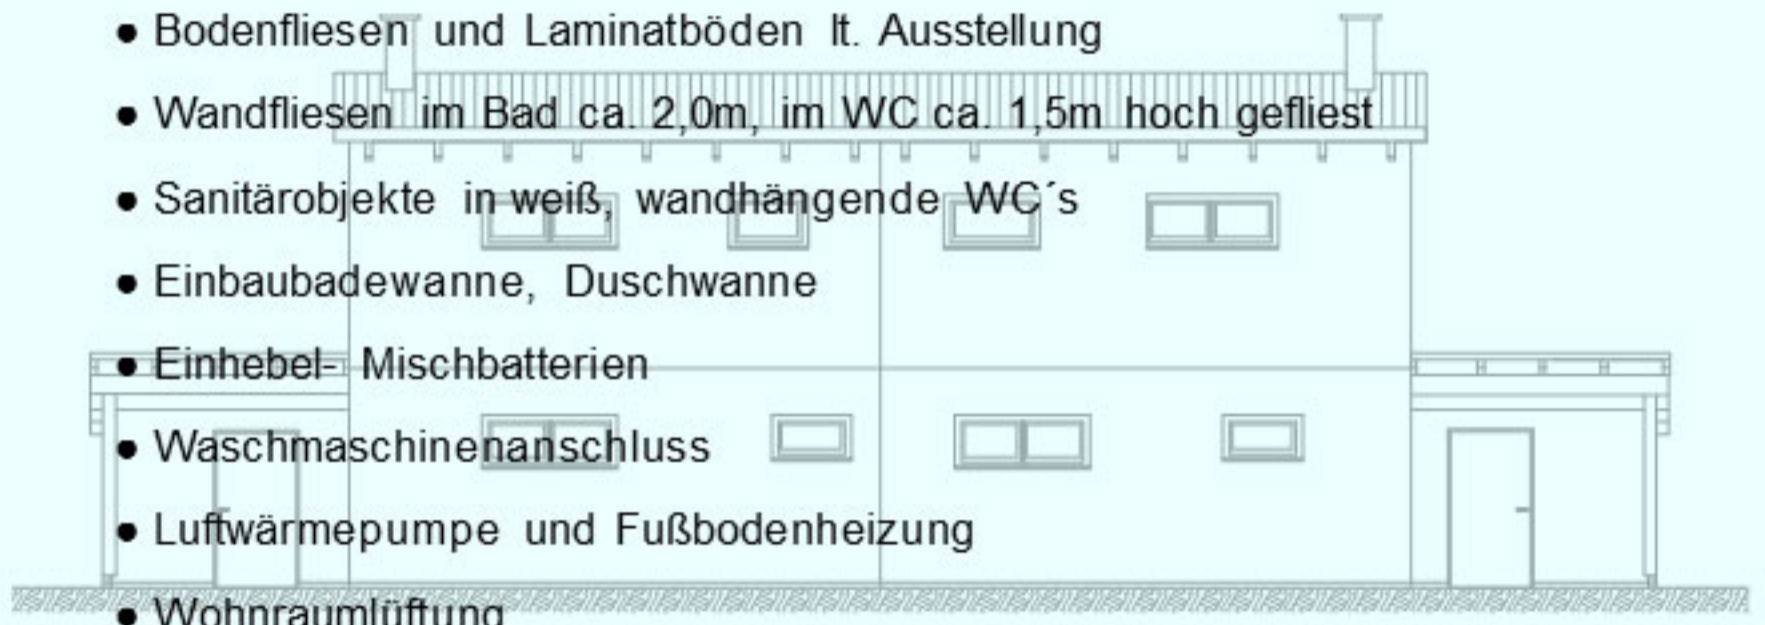 ● Bodenfliesen und Laminatböden lt. Ausstellung
● Wandfliesen im Bad ca. 2,0m, im WC ca. 1,5m hoch gefliest
● Sanitärobjekte in weiß, wandhängende WC´s
● Einbaubadewanne, Duschwanne
● Einhebel- Mischbatterien
● Waschmaschinenanschluss
● Luftwärmepumpe und Fußbodenheizung
● Wohnraumlüftung